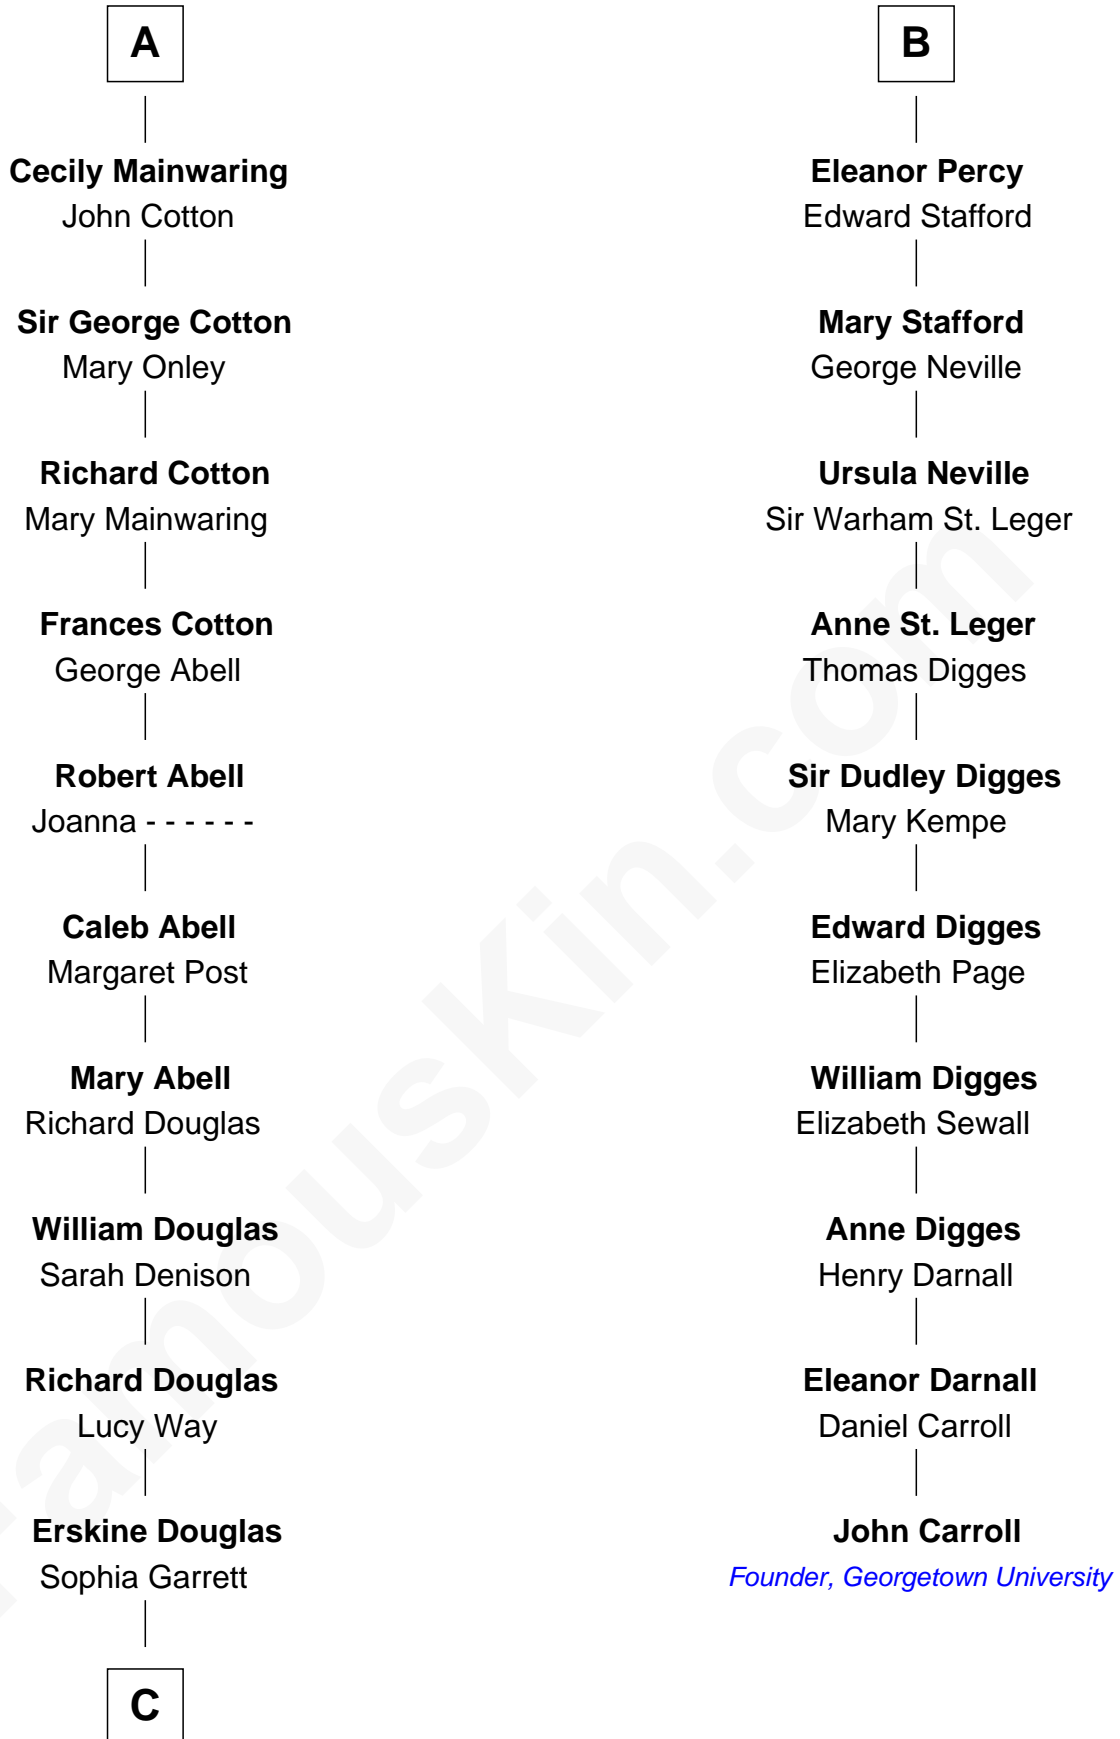 A
Cecily Mainwaring
John Cotton
Sir George Cotton
Mary Onley
Richard Cotton
Mary Mainwaring
Frances Cotton
George Abell
Robert Abell
Joanna - - - - - -
Caleb Abell
Margaret Post
Mary Abell
Richard Douglas
William Douglas
Sarah Denison
Richard Douglas
Lucy Way
Erskine Douglas
Sophia Garrett
C
B
Eleanor Percy
Edward Stafford
Mary Stafford
George Neville
Ursula Neville
Sir Warham St. Leger
Anne St. Leger
Thomas Digges
Sir Dudley Digges
Mary Kempe
Edward Digges
Elizabeth Page
William Digges
Elizabeth Sewall
Anne Digges
Henry Darnall
Eleanor Darnall
Daniel Carroll
John Carroll
Founder, Georgetown University
FamousKin.com